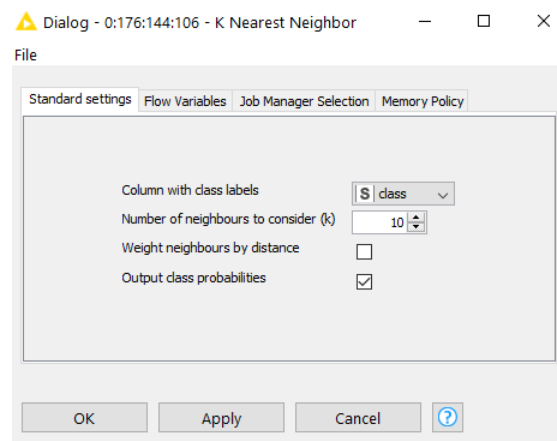 Dialog - 0:176:144:106 - K Nearest Neighbor
File
Standard settings Flow Variables Job Manager Selection Memory Policy
Column with class labels S class
Number of neighbours to consider (k) 10
Weight neighbours by distance
Output class probabilities
OK Apply Cancel ?